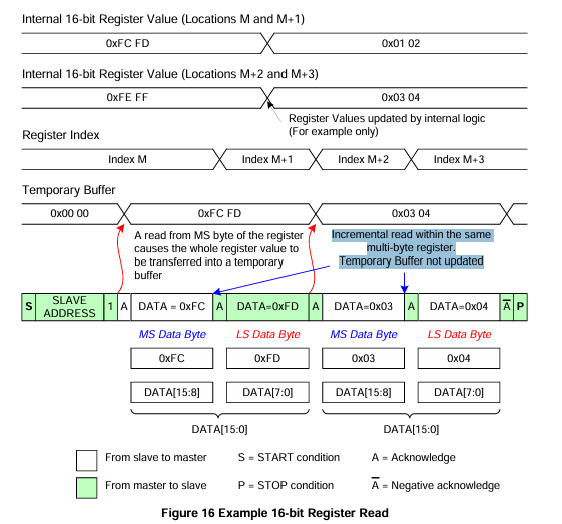 Internal 16-bit Register Value (Locations M and M+1)
0xFC FD 0x01 02
Internal 16-bit Register Value (Locations M+2 and M+3)
0xFE FF 0x03 04
Register Values updated by internal logic
(For example only)
Register Index
Index M Index M+1 Index M+2 Index M+3
Temporary Buffer
0x00 00 0xFC FD 0x03 04
A read from MS byte of the register
causes the whole register value to
be transferred into a temporary
buffer
Incremental read within the same
multi-byte register.
Temporary Buffer not updated
S SLAVE ADDRESS 1 A DATA = 0xFC A DATA=0xFD A DATA=0x03 A DATA=0x04 A̅ P
MS Data Byte LS Data Byte MS Data Byte LS Data Byte
0xFC 0xFD 0x03 0x04
DATA[15:8] DATA[7:0] DATA[15:8] DATA[7:0]
DATA[15:0] DATA[15:0]
From slave to master S = START condition A = Acknowledge
From master to slave P = STOP condition A̅ = Negative acknowledge
Figure 16 Example 16-bit Register Read